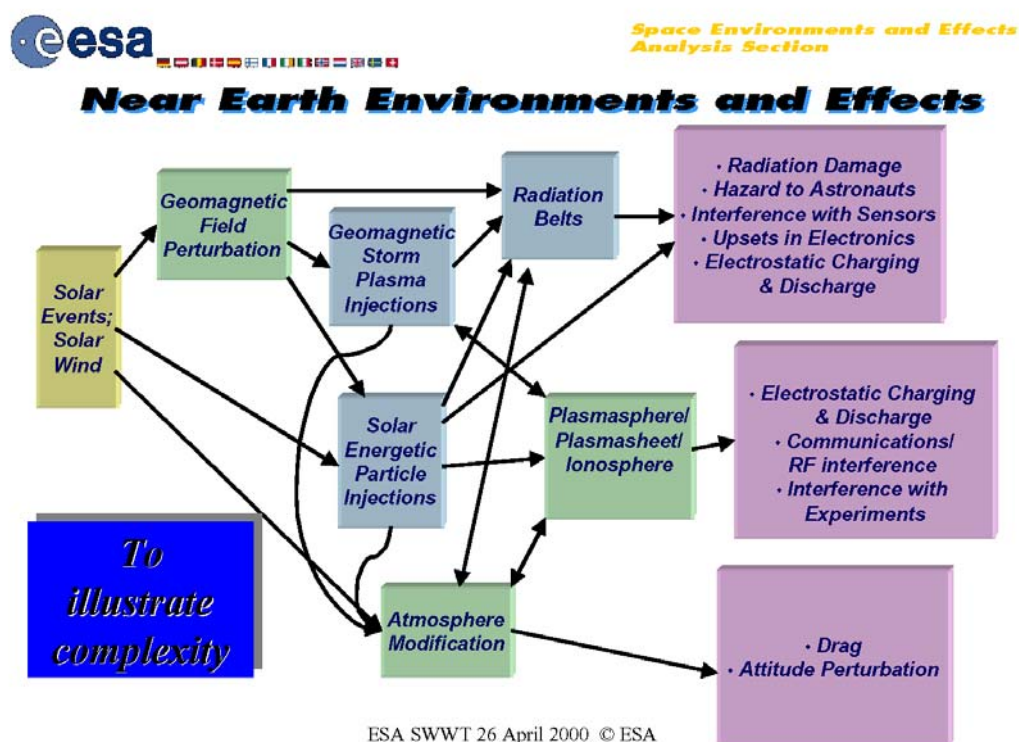 esa
Space Environments and Effects
Analysis Section
Near Earth Environments and Effects
Solar
Events;
Solar
Wind
Geomagnetic
Field
Perturbation
Geomagnetic
Storm
Plasma
Injections
Radiation
Belts
· Radiation Damage
· Hazard to Astronauts
· Interference with Sensors
· Upsets in Electronics
· Electrostatic Charging
& Discharge
Solar
Energetic
Particle
Injections
Plasmasphere/
Plasmasheet/
Ionosphere
· Electrostatic Charging
& Discharge
· Communications/
RF interference
· Interference with
Experiments
To
illustrate
complexity
Atmosphere
Modification
· Drag
· Attitude Perturbation
ESA SWWT 26 April 2000 © ESA